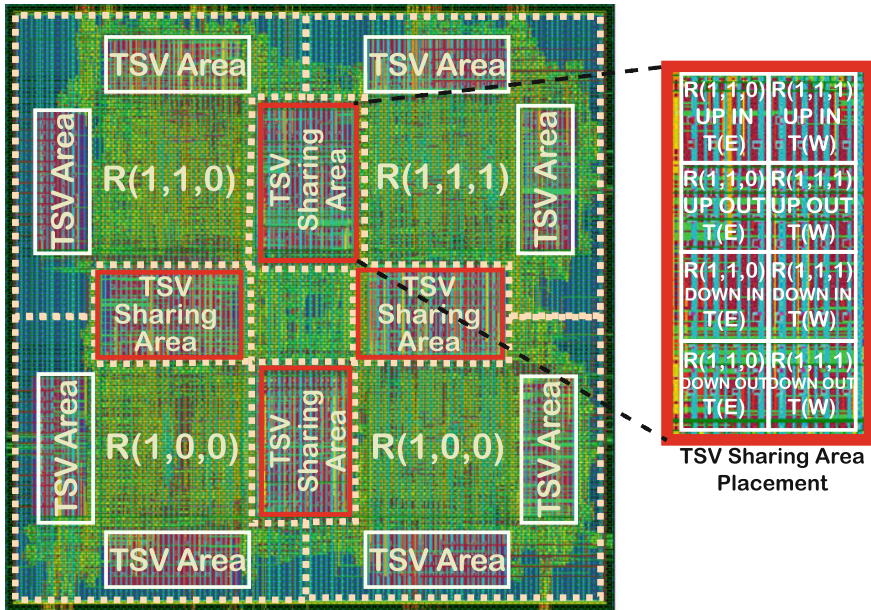 TSV Area
TSV Area
TSV Area
R(1,1,0)
TSV
Sharing
Area
R(1,1,1)
TSV Area
TSV
Sharing
Area
TSV
Sharing
Area
TSV Area
R(1,0,0)
TSV
Sharing
Area
R(1,0,0)
TSV Area
TSV Area
TSV Area
R(1,1,0)
UP IN
T(E)
R(1,1,1)
UP IN
T(W)
R(1,1,0)
UP OUT
T(E)
R(1,1,1)
UP OUT
T(W)
R(1,1,0)
DOWN IN
T(E)
R(1,1,1)
DOWN IN
T(W)
R(1,1,0)
DOWN OUT
T(E)
R(1,1,1)
DOWN OUT
T(W)
TSV Sharing Area
Placement